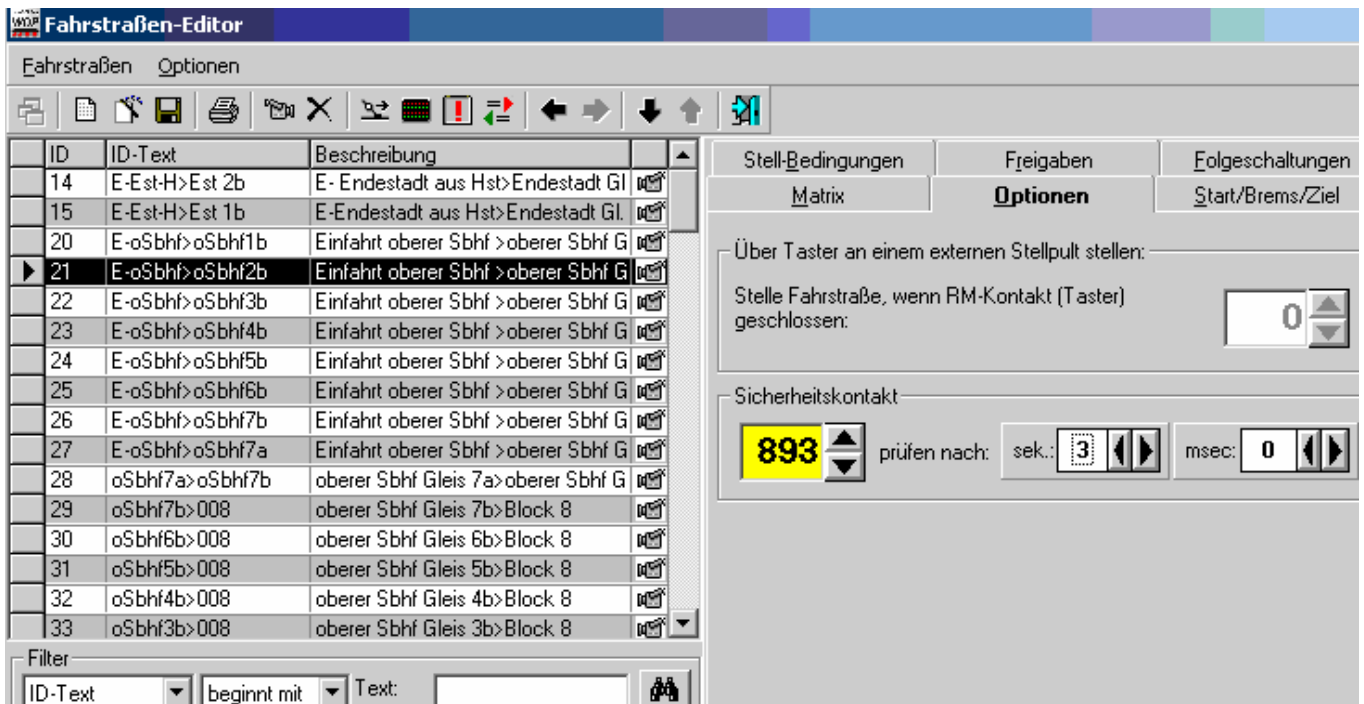 Fahrstraßen-Editor
Fahrstraßen Optionen
ID ID-Text Beschreibung
14 E-Est-H>Est 2b E- Endestadt aus Hst>Endestadt Gl
15 E-Est-H>Est 1b E-Endestadt aus Hst>Endestadt Gl.
20 E-oSbhf>oSbhf1b Einfahrt oberer Sbhf >oberer Sbhf G
21 E-oSbhf>oSbhf2b Einfahrt oberer Sbhf >oberer Sbhf G
22 E-oSbhf>oSbhf3b Einfahrt oberer Sbhf >oberer Sbhf G
23 E-oSbhf>oSbhf4b Einfahrt oberer Sbhf >oberer Sbhf G
24 E-oSbhf>oSbhf5b Einfahrt oberer Sbhf >oberer Sbhf G
25 E-oSbhf>oSbhf6b Einfahrt oberer Sbhf >oberer Sbhf G
26 E-oSbhf>oSbhf7b Einfahrt oberer Sbhf >oberer Sbhf G
27 E-oSbhf>oSbhf7a Einfahrt oberer Sbhf >oberer Sbhf G
28 oSbhf7a>oSbhf7b oberer Sbhf Gleis 7a>oberer Sbhf G
29 oSbhf7b>008 oberer Sbhf Gleis 7b>Block 8
30 oSbhf6b>008 oberer Sbhf Gleis 6b>Block 8
31 oSbhf5b>008 oberer Sbhf Gleis 5b>Block 8
32 oSbhf4b>008 oberer Sbhf Gleis 4b>Block 8
33 oSbhf3b>008 oberer Sbhf Gleis 3b>Block 8
Filter
ID-Text beginnt mit Text:
Stell-Bedingungen Freigaben Folgeschaltungen
Matrix Optionen Start/Brems/Ziel
Über Taster an einem externen Stellpult stellen:
Stelle Fahrstraße, wenn RM-Kontakt (Taster)
geschlossen: 0
Sicherheitskontakt
893 prüfen nach: sek.: 3 msec: 0